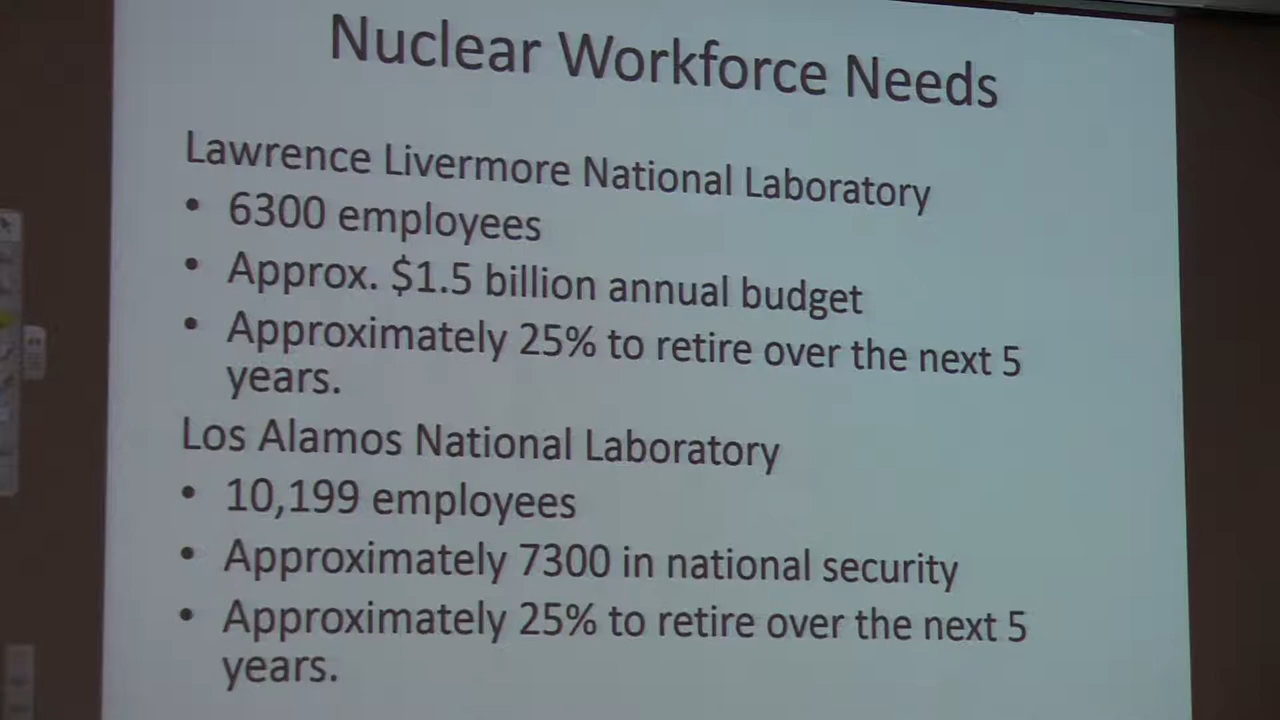 Nuclear Workforce Needs
Lawrence Livermore National Laboratory
• 6300 employees
• Approx. $1.5 billion annual budget
• Approximately 25% to retire over the next 5
years.
Los Alamos National Laboratory
• 10,199 employees
• Approximately 7300 in national security
• Approximately 25% to retire over the next 5
years.